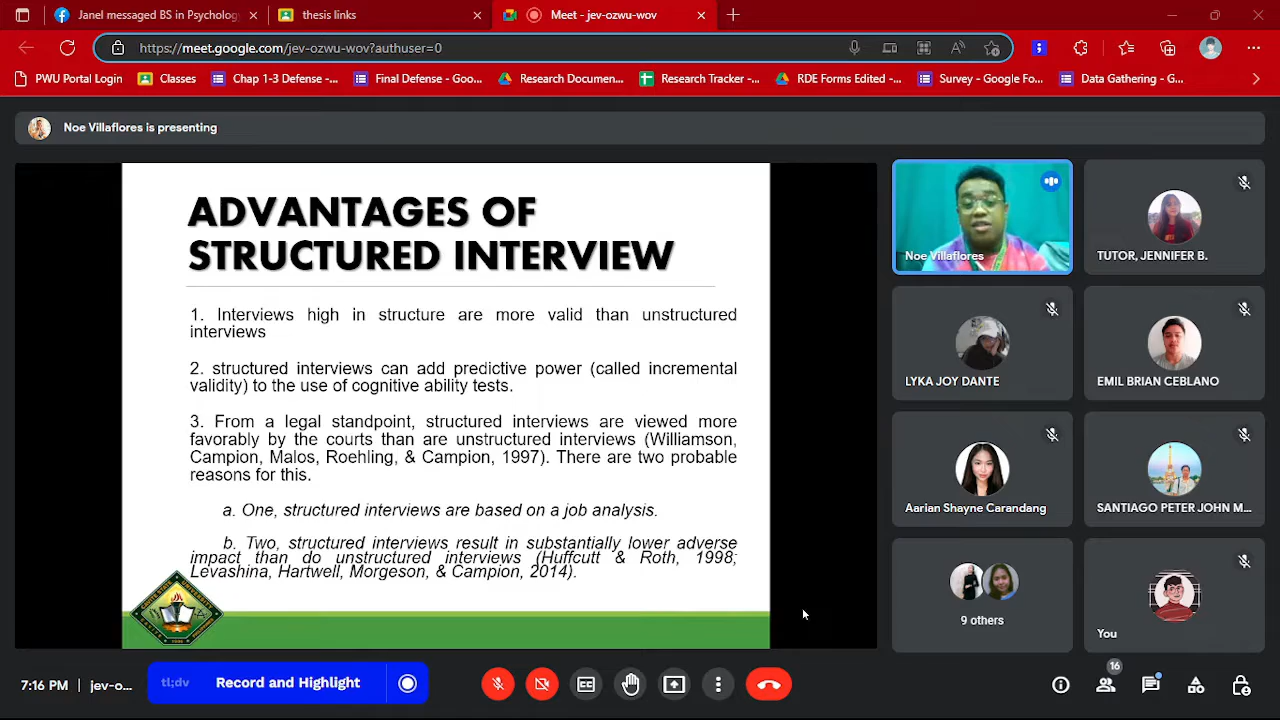 Janel messaged BS in Psychology
thesis links
Meet - jev-ozwu-wov
https://meet.google.com/jev-ozwu-wov?authuser=0
PWU Portal Login
Classes
Chap 1-3 Defense -...
Final Defense - Goo...
Research Documen...
Research Tracker -...
RDE Forms Edited -...
Survey - Google Fo...
Data Gathering - G...
Noe Villaflores is presenting
ADVANTAGES OF
STRUCTURED INTERVIEW
1. Interviews high in structure are more valid than unstructured
interviews
2. structured interviews can add predictive power (called incremental
validity) to the use of cognitive ability tests.
3. From a legal standpoint, structured interviews are viewed more
favorably by the courts than are unstructured interviews (Williamson,
Campion, Malos, Roehling, & Campion, 1997). There are two probable
reasons for this.
a. One, structured interviews are based on a job analysis.
b. Two, structured interviews result in substantially lower adverse
impact than do unstructured interviews (Huffcutt & Roth, 1998;
Levashina, Hartwell, Morgeson, & Campion, 2014).
Noe Villaflores
TUTOR, JENNIFER B.
LYKA JOY DANTE
EMIL BRIAN CEBLANO
Aarian Shayne Carandang
SANTIAGO PETER JOHN M...
9 others
You
7:16 PM | jev-o...
tl;dv
Record and Highlight
16